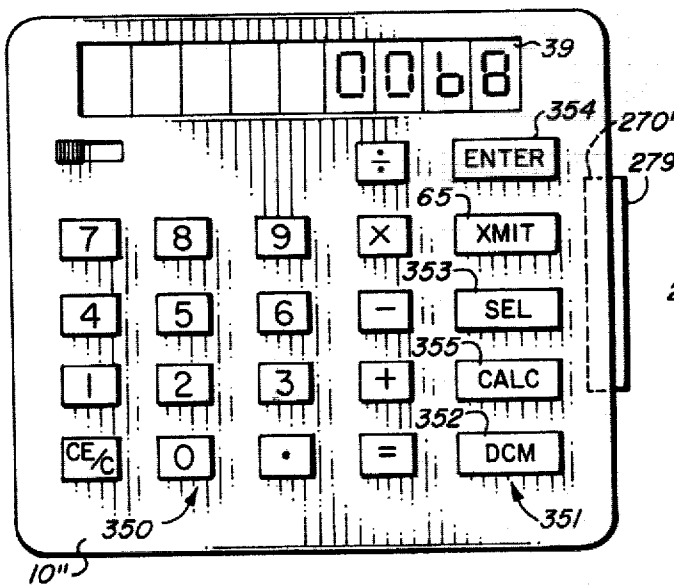 00b8 39
354
270'
÷ ENTER 279
65
7 8 9 × XMIT
353
4 5 6 − SEL
355
1 2 3 + CALC
352
CE/C 0 . = DCM
350 351
10"